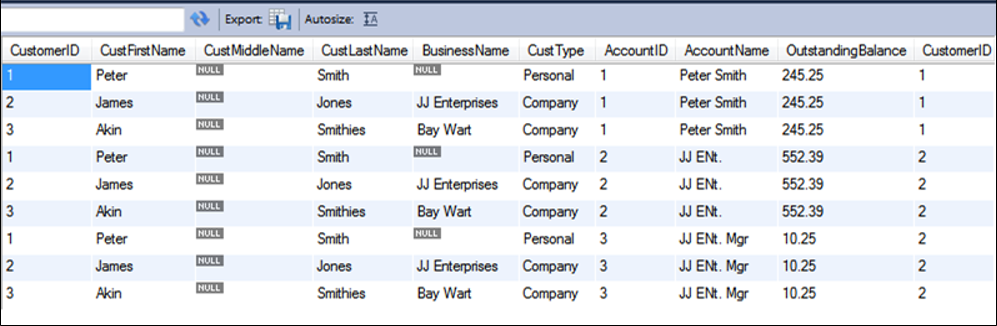 Export: Autosize:
CustomerID CustFirstName CustMiddleName CustLastName BusinessName CustType AccountID AccountName OutstandingBalance CustomerID
1 Peter NULL Smith NULL Personal 1 Peter Smith 245.25 1
2 James NULL Jones JJ Enterprises Company 1 Peter Smith 245.25 1
3 Akin NULL Smithies Bay Wart Company 1 Peter Smith 245.25 1
1 Peter NULL Smith NULL Personal 2 JJ ENt. 552.39 2
2 James NULL Jones JJ Enterprises Company 2 JJ ENt. 552.39 2
3 Akin NULL Smithies Bay Wart Company 2 JJ ENt. 552.39 2
1 Peter NULL Smith NULL Personal 3 JJ ENt. Mgr 10.25 2
2 James NULL Jones JJ Enterprises Company 3 JJ ENt. Mgr 10.25 2
3 Akin NULL Smithies Bay Wart Company 3 JJ ENt. Mgr 10.25 2